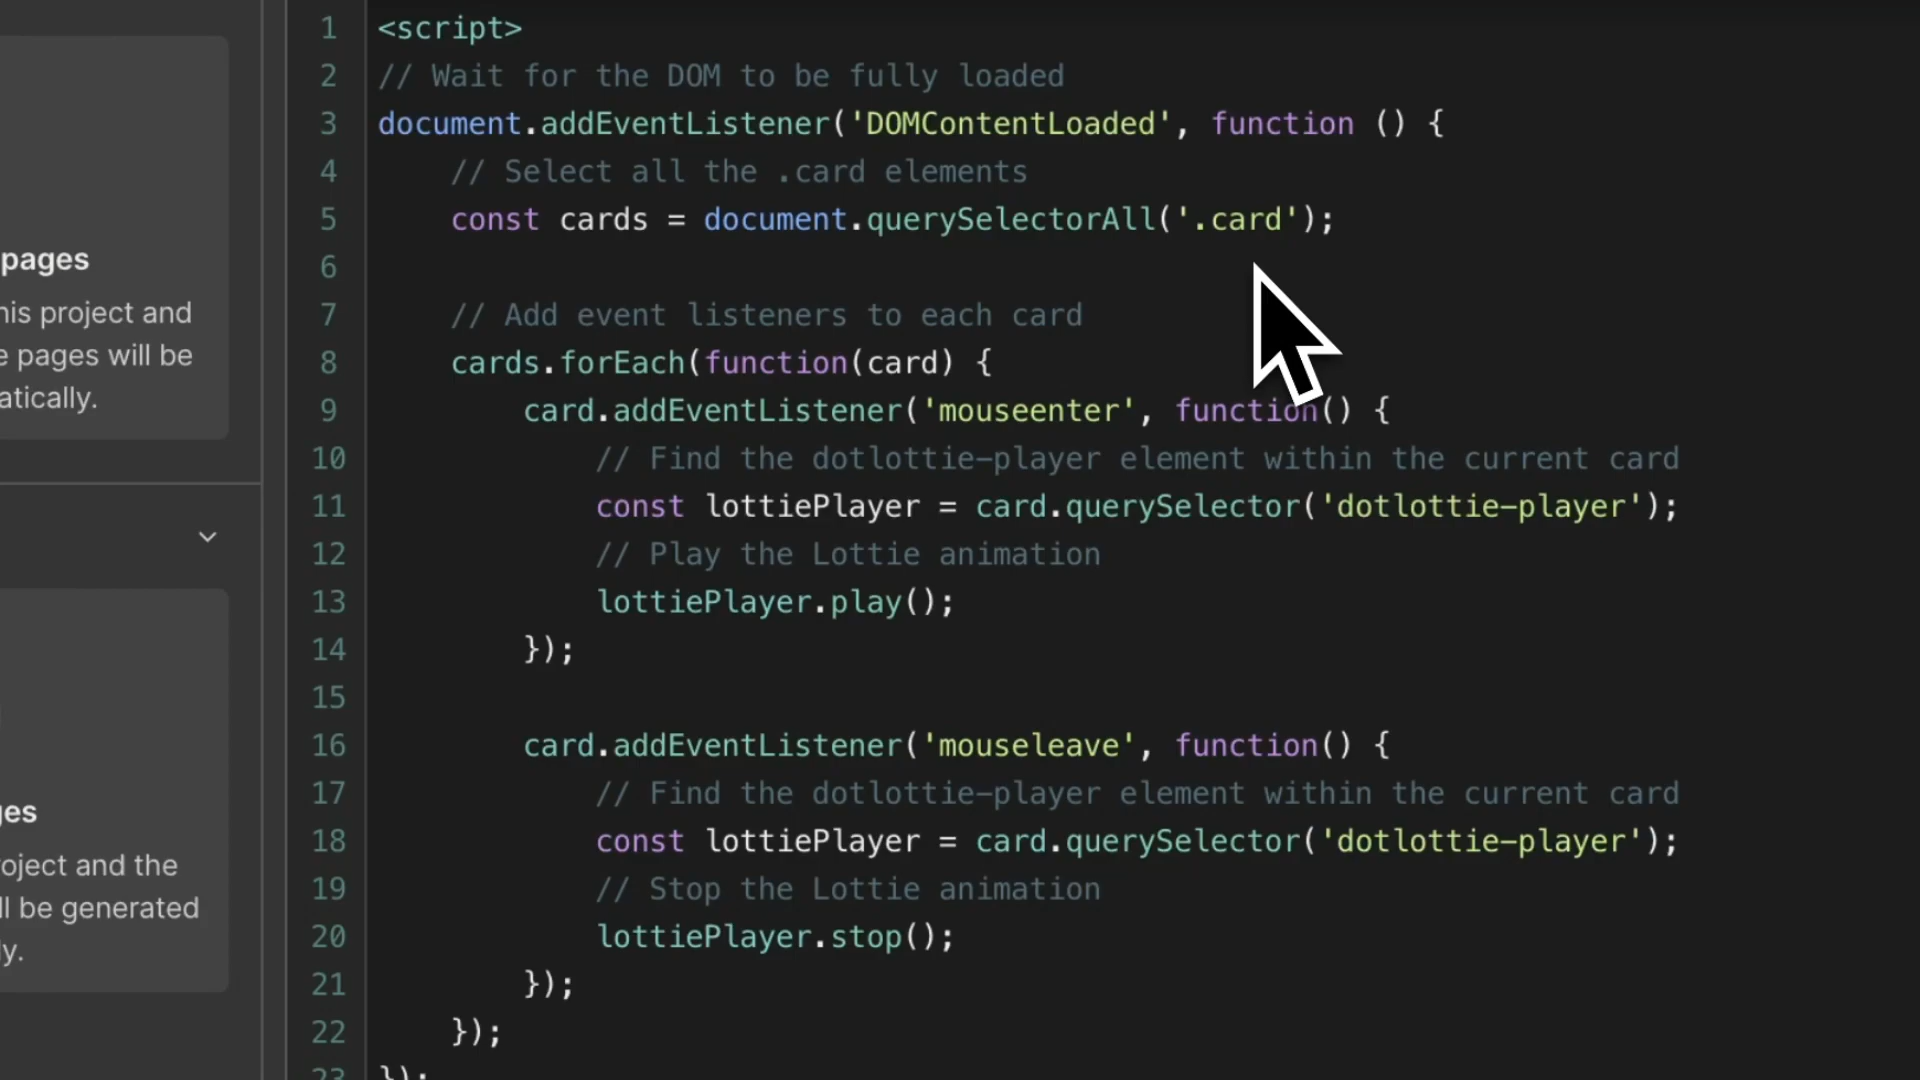 pages
his project and
e pages will be
atically.
ges
oject and the
ll be generated
ly.
1 <script>
2 // Wait for the DOM to be fully loaded
3 document.addEventListener('DOMContentLoaded', function () {
4 // Select all the .card elements
5 const cards = document.querySelectorAll('.card');
6
7 // Add event listeners to each card
8 cards.forEach(function(card) {
9 card.addEventListener('mouseenter', function() {
10 // Find the dotlottie-player element within the current card
11 const lottiePlayer = card.querySelector('dotlottie-player');
12 // Play the Lottie animation
13 lottiePlayer.play();
14 });
15
16 card.addEventListener('mouseleave', function() {
17 // Find the dotlottie-player element within the current card
18 const lottiePlayer = card.querySelector('dotlottie-player');
19 // Stop the Lottie animation
20 lottiePlayer.stop();
21 });
22 });
23 });